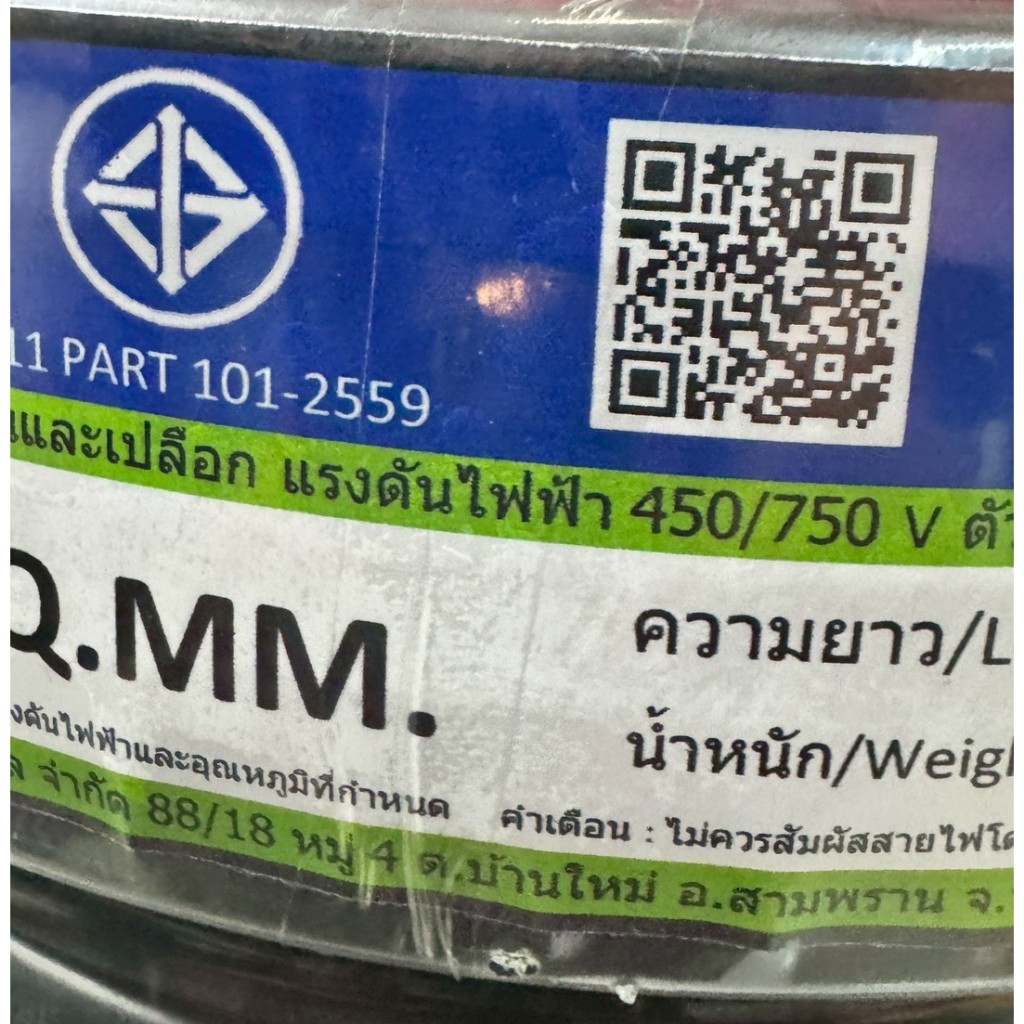 11 PART 101-2559
และเปลือก แรงดันไฟฟ้า 450/750 V
Q.MM.
ความยาว/L
น้ำหนัก/Weigh
งดันไฟฟ้าและอุณหภูมิที่กำหนด คำเตือน : ไม่ควรสัมผัสสายไฟโด
จำกัด 88/18 หมู่ 4 ต.บ้านใหม่ อ.สามพราน จ.